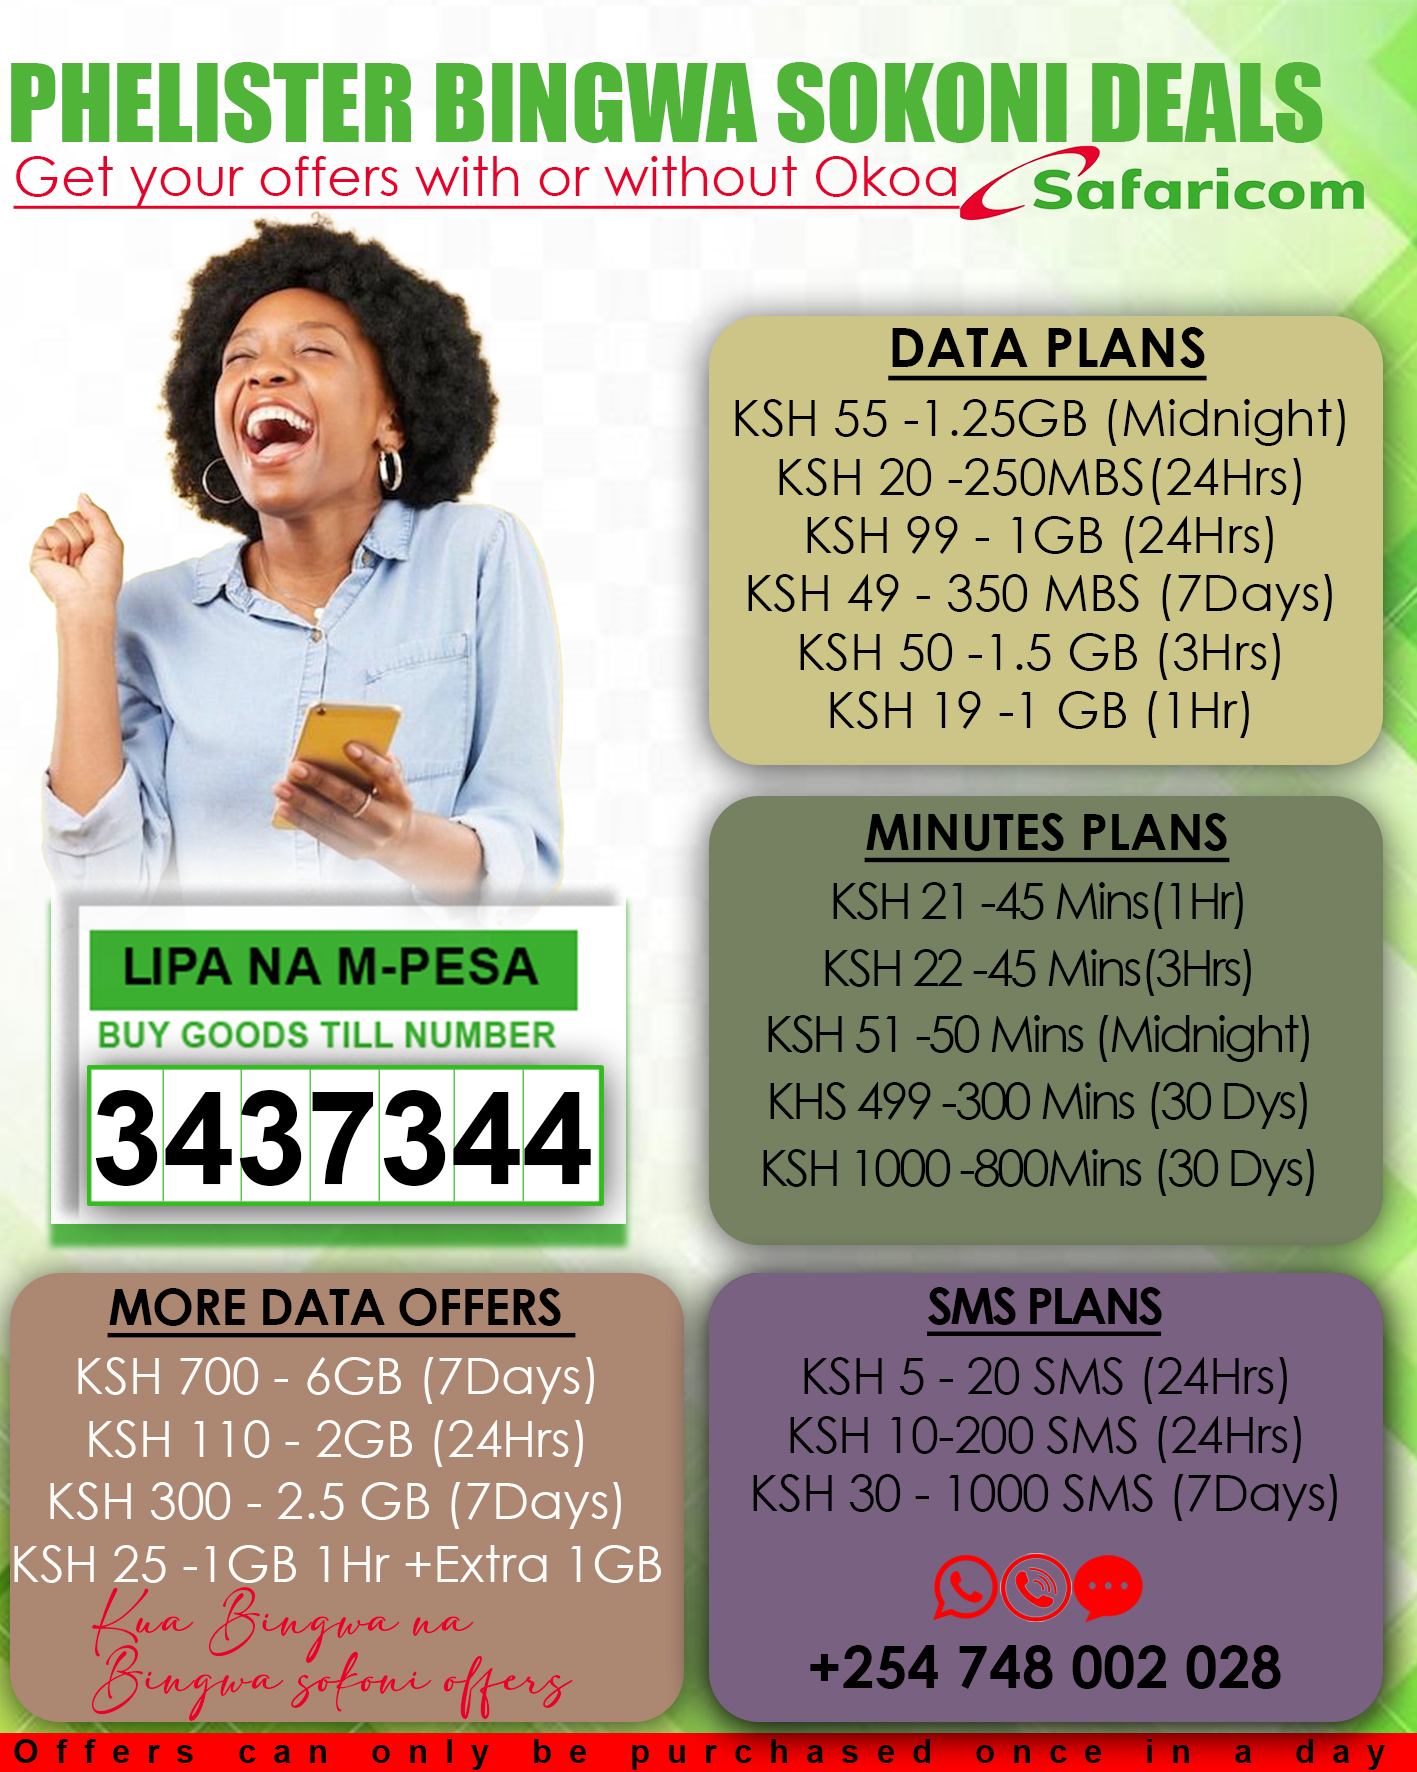 PHELISTER BINGWA SOKONI DEALS
Get your offers with or without Okoa
Safaricom
DATA PLANS
KSH 55 -1.25GB (Midnight)
KSH 20 -250MBS(24Hrs)
KSH 99 - 1GB (24Hrs)
KSH 49 - 350 MBS (7Days)
KSH 50 -1.5 GB (3Hrs)
KSH 19 -1 GB (1Hr)
MINUTES PLANS
KSH 21 -45 Mins(1Hr)
KSH 22 -45 Mins(3Hrs)
KSH 51 -50 Mins (Midnight)
KHS 499 -300 Mins (30 Dys)
KSH 1000 -800Mins (30 Dys)
LIPA NA M-PESA
BUY GOODS TILL NUMBER
3437344
MORE DATA OFFERS
KSH 700 - 6GB (7Days)
KSH 110 - 2GB (24Hrs)
KSH 300 - 2.5 GB (7Days)
KSH 25 -1GB 1Hr +Extra 1GB
Kua Bingwa na
Bingwa sokoni offers
SMS PLANS
KSH 5 - 20 SMS (24Hrs)
KSH 10-200 SMS (24Hrs)
KSH 30 - 1000 SMS (7Days)
+254 748 002 028
Offers can only be purchased once in a day